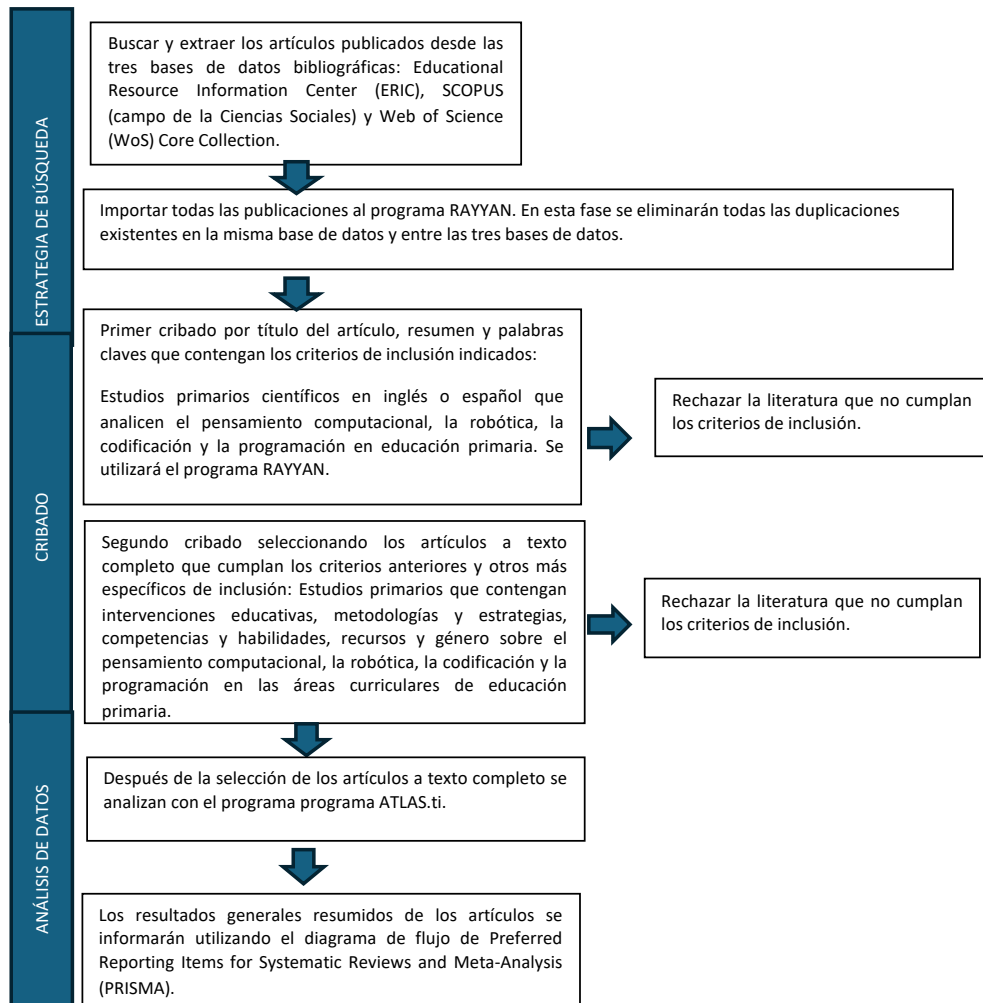 ESTRATEGIA DE BÚSQUEDA
Buscar y extraer los artículos publicados desde las
tres bases de datos bibliográficas: Educational
Resource Information Center (ERIC), SCOPUS
(campo de la Ciencias Sociales) y Web of Science
(WoS) Core Collection.
Importar todas las publicaciones al programa RAYYAN. En esta fase se eliminarán todas las duplicaciones
existentes en la misma base de datos y entre las tres bases de datos.
CRIBADO
Primer cribado por título del artículo, resumen y palabras
claves que contengan los criterios de inclusión indicados:
Estudios primarios científicos en inglés o español que
analicen el pensamiento computacional, la robótica, la
codificación y la programación en educación primaria. Se
utilizará el programa RAYYAN.
Rechazar la literatura que no cumplan
los criterios de inclusión.
Segundo cribado seleccionando los artículos a texto
completo que cumplan los criterios anteriores y otros más
específicos de inclusión: Estudios primarios que contengan
intervenciones educativas, metodologías y estrategias,
competencias y habilidades, recursos y género sobre el
pensamiento computacional, la robótica, la codificación y la
programación en las áreas curriculares de educación
primaria.
Rechazar la literatura que no cumplan
los criterios de inclusión.
ANÁLISIS DE DATOS
Después de la selección de los artículos a texto completo se
analizan con el programa programa ATLAS.ti.
Los resultados generales resumidos de los artículos se
informarán utilizando el diagrama de flujo de Preferred
Reporting Items for Systematic Reviews and Meta-Analysis
(PRISMA).